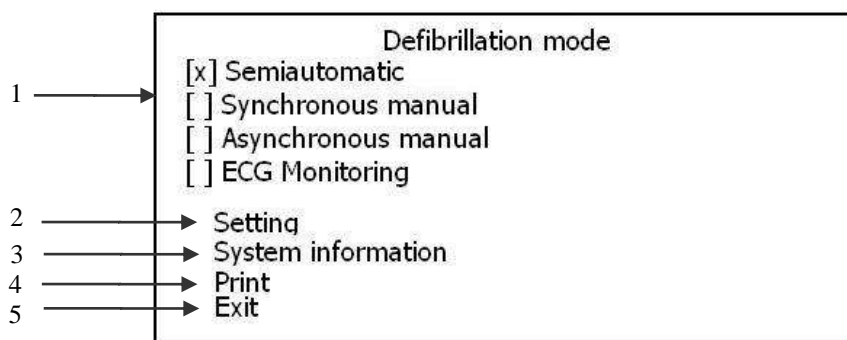 Defibrillation mode
[x] Semiautomatic
1
[ ] Synchronous manual
[ ] Asynchronous manual
[ ] ECG Monitoring
2 Setting
3 System information
4 Print
5 Exit